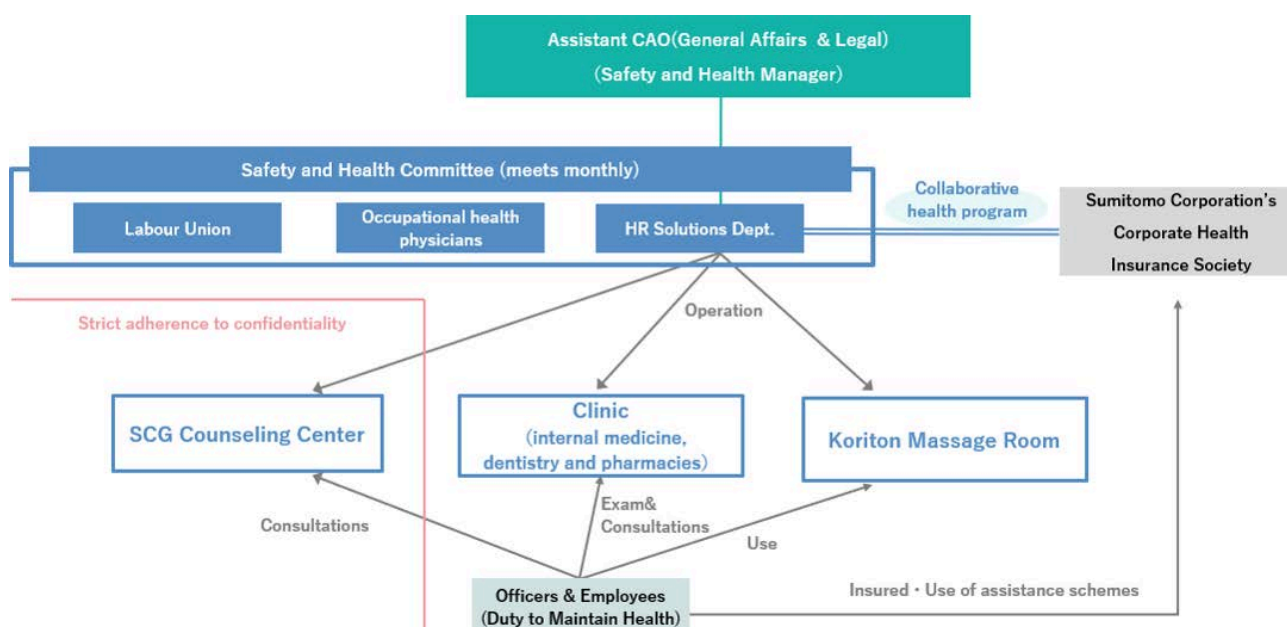 Assistant CAO(General Affairs & Legal)
(Safety and Health Manager)
Safety and Health Committee (meets monthly)
Labour Union
Occupational health
physicians
HR Solutions Dept.
Collaborative
health program
Sumitomo Corporation's
Corporate Health
Insurance Society
Strict adherence to confidentiality
Operation
SCG Counseling Center
Clinic
(internal medicine,
dentistry and pharmacies)
Koriton Massage Room
Consultations
Exam&
Consultations
Use
Officers & Employees
(Duty to Maintain Health)
Insured・Use of assistance schemes